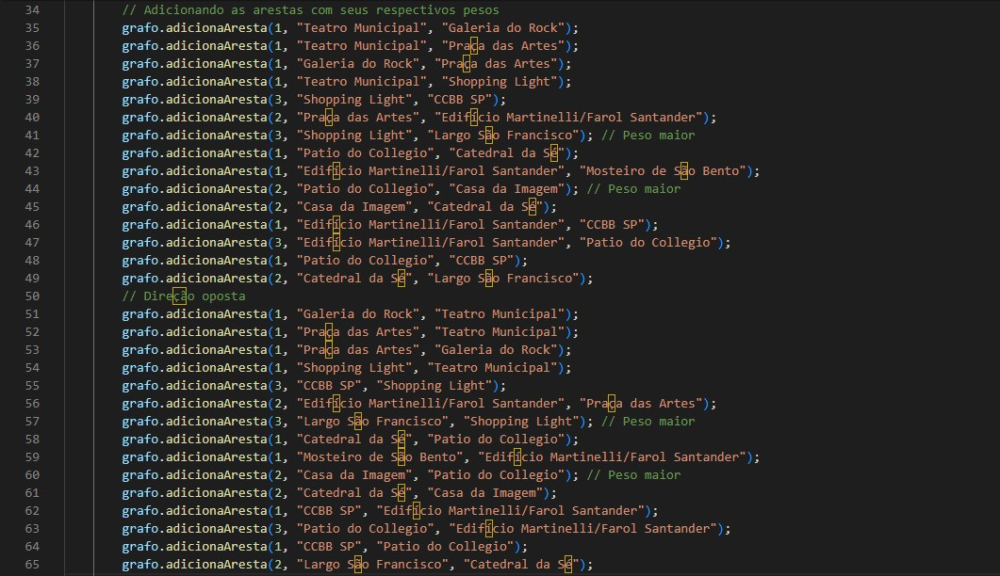 34 // Adicionando as arestas com seus respectivos pesos
35 grafo.adicionaAresta(1, "Teatro Municipal", "Galeria do Rock");
36 grafo.adicionaAresta(1, "Teatro Municipal", "Praça das Artes");
37 grafo.adicionaAresta(1, "Galeria do Rock", "Praça das Artes");
38 grafo.adicionaAresta(1, "Teatro Municipal", "Shopping Light");
39 grafo.adicionaAresta(3, "Shopping Light", "CCBB SP");
40 grafo.adicionaAresta(2, "Praça das Artes", "Edifício Martinelli/Farol Santander");
41 grafo.adicionaAresta(3, "Shopping Light", "Largo São Francisco"); // Peso maior
42 grafo.adicionaAresta(1, "Patio do Collegio", "Catedral da Sé");
43 grafo.adicionaAresta(1, "Edifício Martinelli/Farol Santander", "Mosteiro de São Bento");
44 grafo.adicionaAresta(2, "Patio do Collegio", "Casa da Imagem"); // Peso maior
45 grafo.adicionaAresta(2, "Casa da Imagem", "Catedral da Sé");
46 grafo.adicionaAresta(1, "Edifício Martinelli/Farol Santander", "CCBB SP");
47 grafo.adicionaAresta(3, "Edifício Martinelli/Farol Santander", "Patio do Collegio");
48 grafo.adicionaAresta(1, "Patio do Collegio", "CCBB SP");
49 grafo.adicionaAresta(2, "Catedral da Sé", "Largo São Francisco");
50 // Direção oposta
51 grafo.adicionaAresta(1, "Galeria do Rock", "Teatro Municipal");
52 grafo.adicionaAresta(1, "Praça das Artes", "Teatro Municipal");
53 grafo.adicionaAresta(1, "Praça das Artes", "Galeria do Rock");
54 grafo.adicionaAresta(1, "Shopping Light", "Teatro Municipal");
55 grafo.adicionaAresta(3, "CCBB SP", "Shopping Light");
56 grafo.adicionaAresta(2, "Edifício Martinelli/Farol Santander", "Praça das Artes");
57 grafo.adicionaAresta(3, "Largo São Francisco", "Shopping Light"); // Peso maior
58 grafo.adicionaAresta(1, "Catedral da Sé", "Patio do Collegio");
59 grafo.adicionaAresta(1, "Mosteiro de São Bento", "Edifício Martinelli/Farol Santander");
60 grafo.adicionaAresta(2, "Casa da Imagem", "Patio do Collegio"); // Peso maior
61 grafo.adicionaAresta(2, "Catedral da Sé", "Casa da Imagem");
62 grafo.adicionaAresta(1, "CCBB SP", "Edifício Martinelli/Farol Santander");
63 grafo.adicionaAresta(3, "Patio do Collegio", "Edifício Martinelli/Farol Santander");
64 grafo.adicionaAresta(1, "CCBB SP", "Patio do Collegio");
65 grafo.adicionaAresta(2, "Largo São Francisco", "Catedral da Sé");